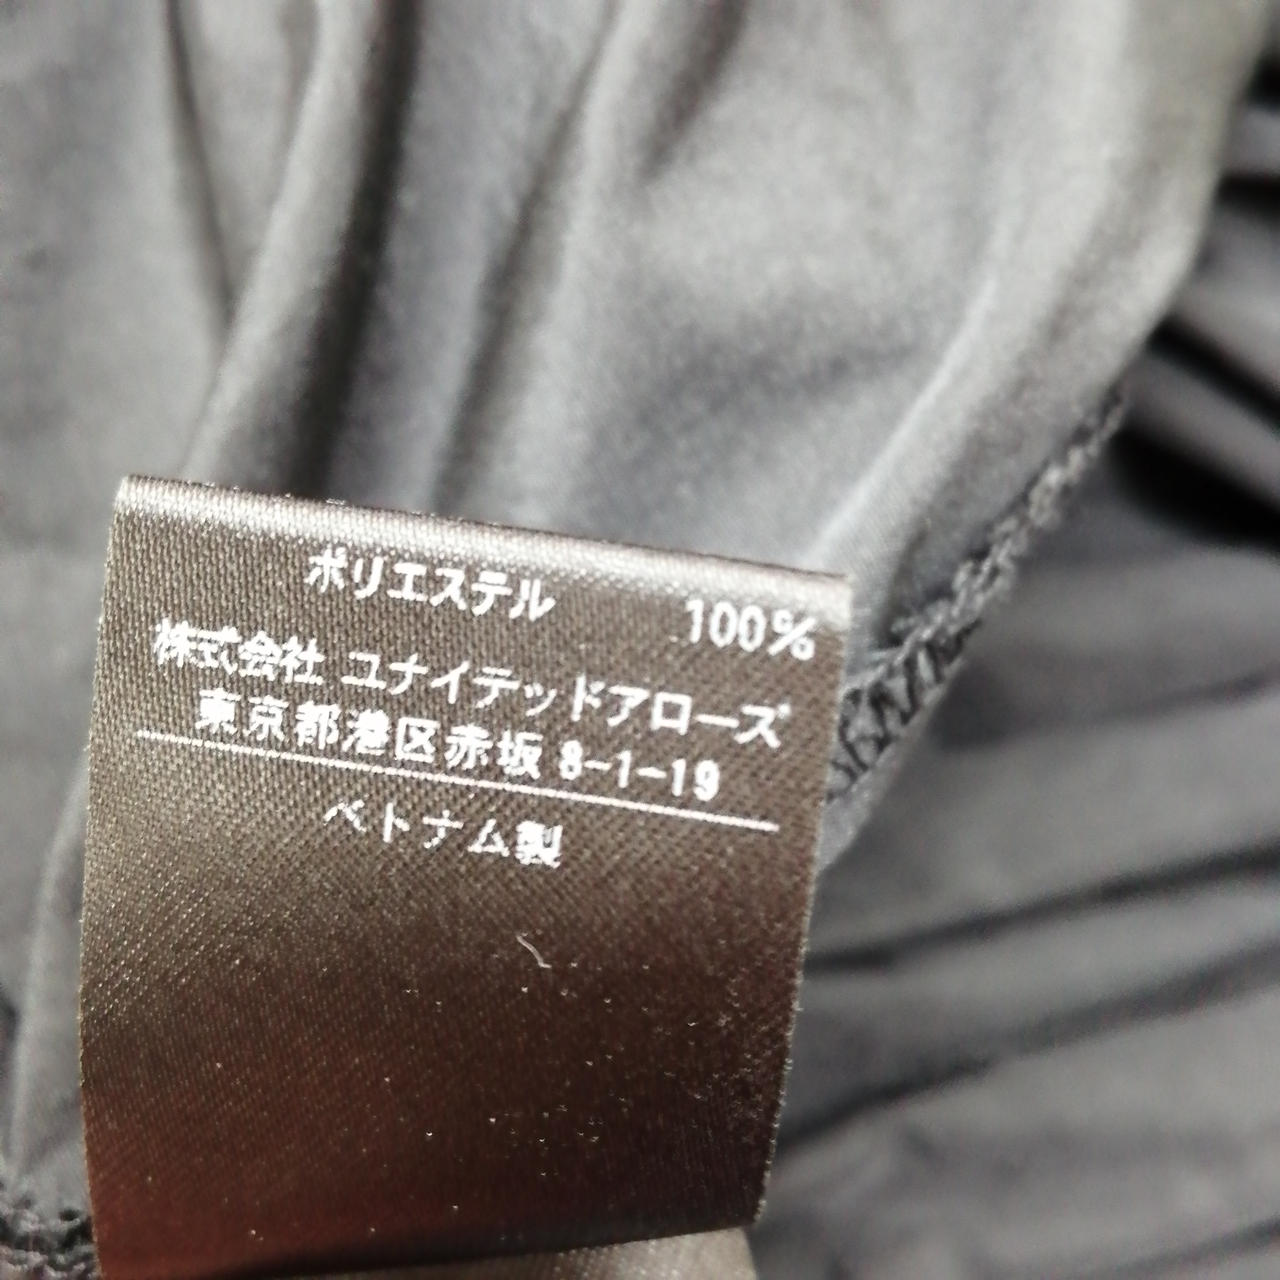 ポリエステル 100%
株式会社 ユナイテッドアローズ
東京都港区赤坂 8-1-19
ベトナム製